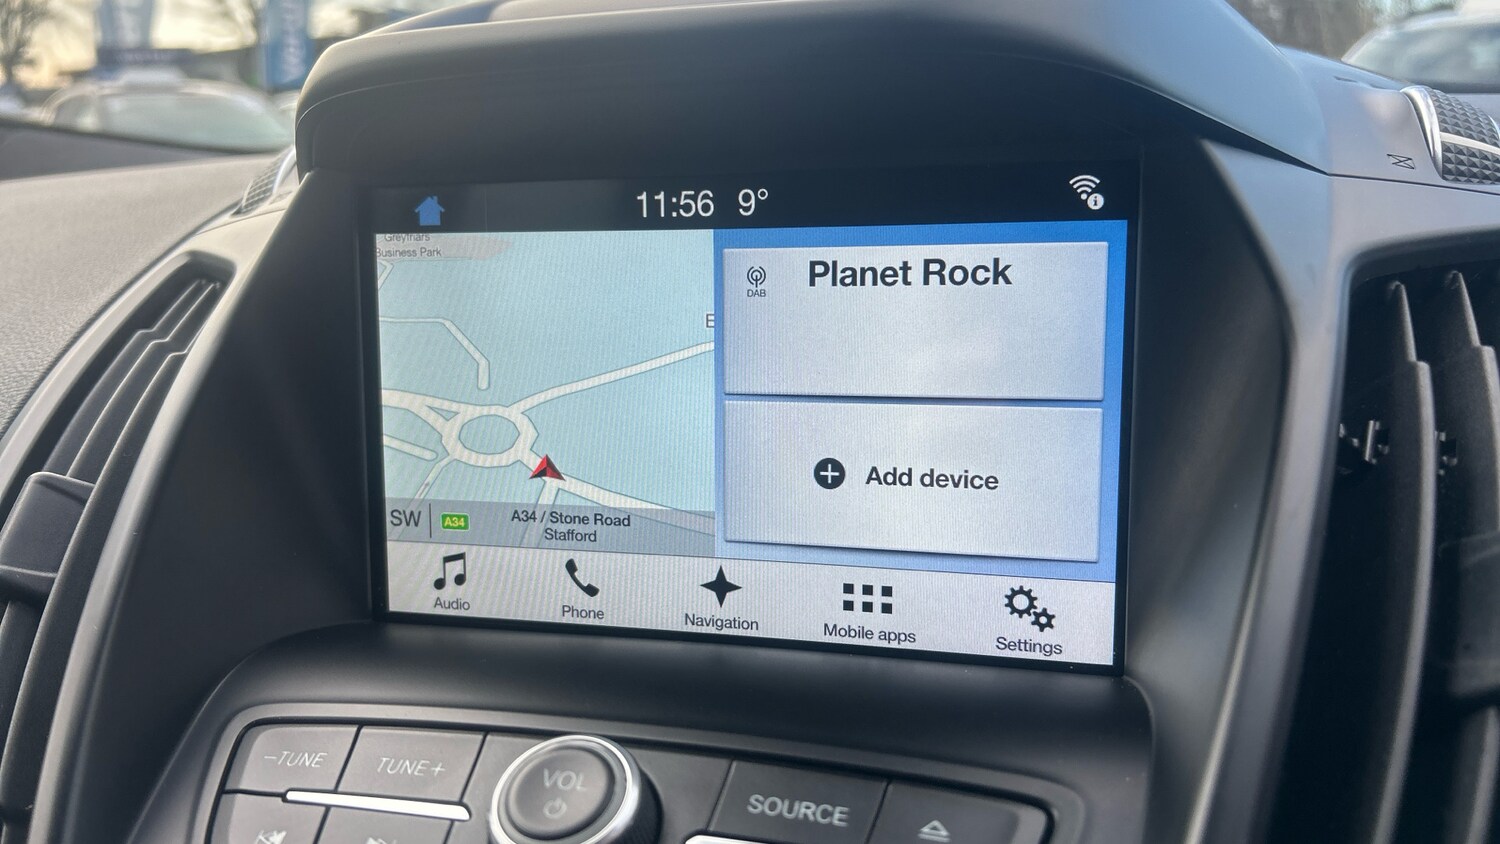 11:56 9°
Greyfriars
Business Park
E
Planet Rock
DAB
Add device
SW
A34
A34 / Stone Road
Stafford
Audio
Phone
Navigation
Mobile apps
Settings
–TUNE
TUNE+
VOL
SOURCE